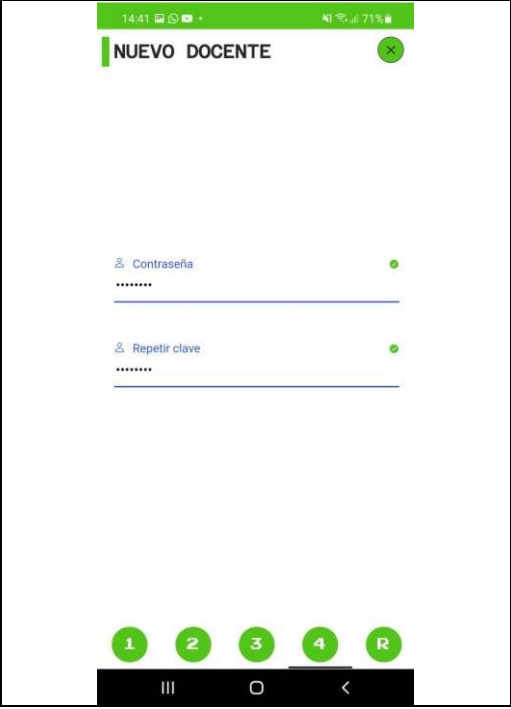 14:41 71%
NUEVO DOCENTE
Contraseña
••••••••
Repetir clave
••••••••
1 2 3 4 R